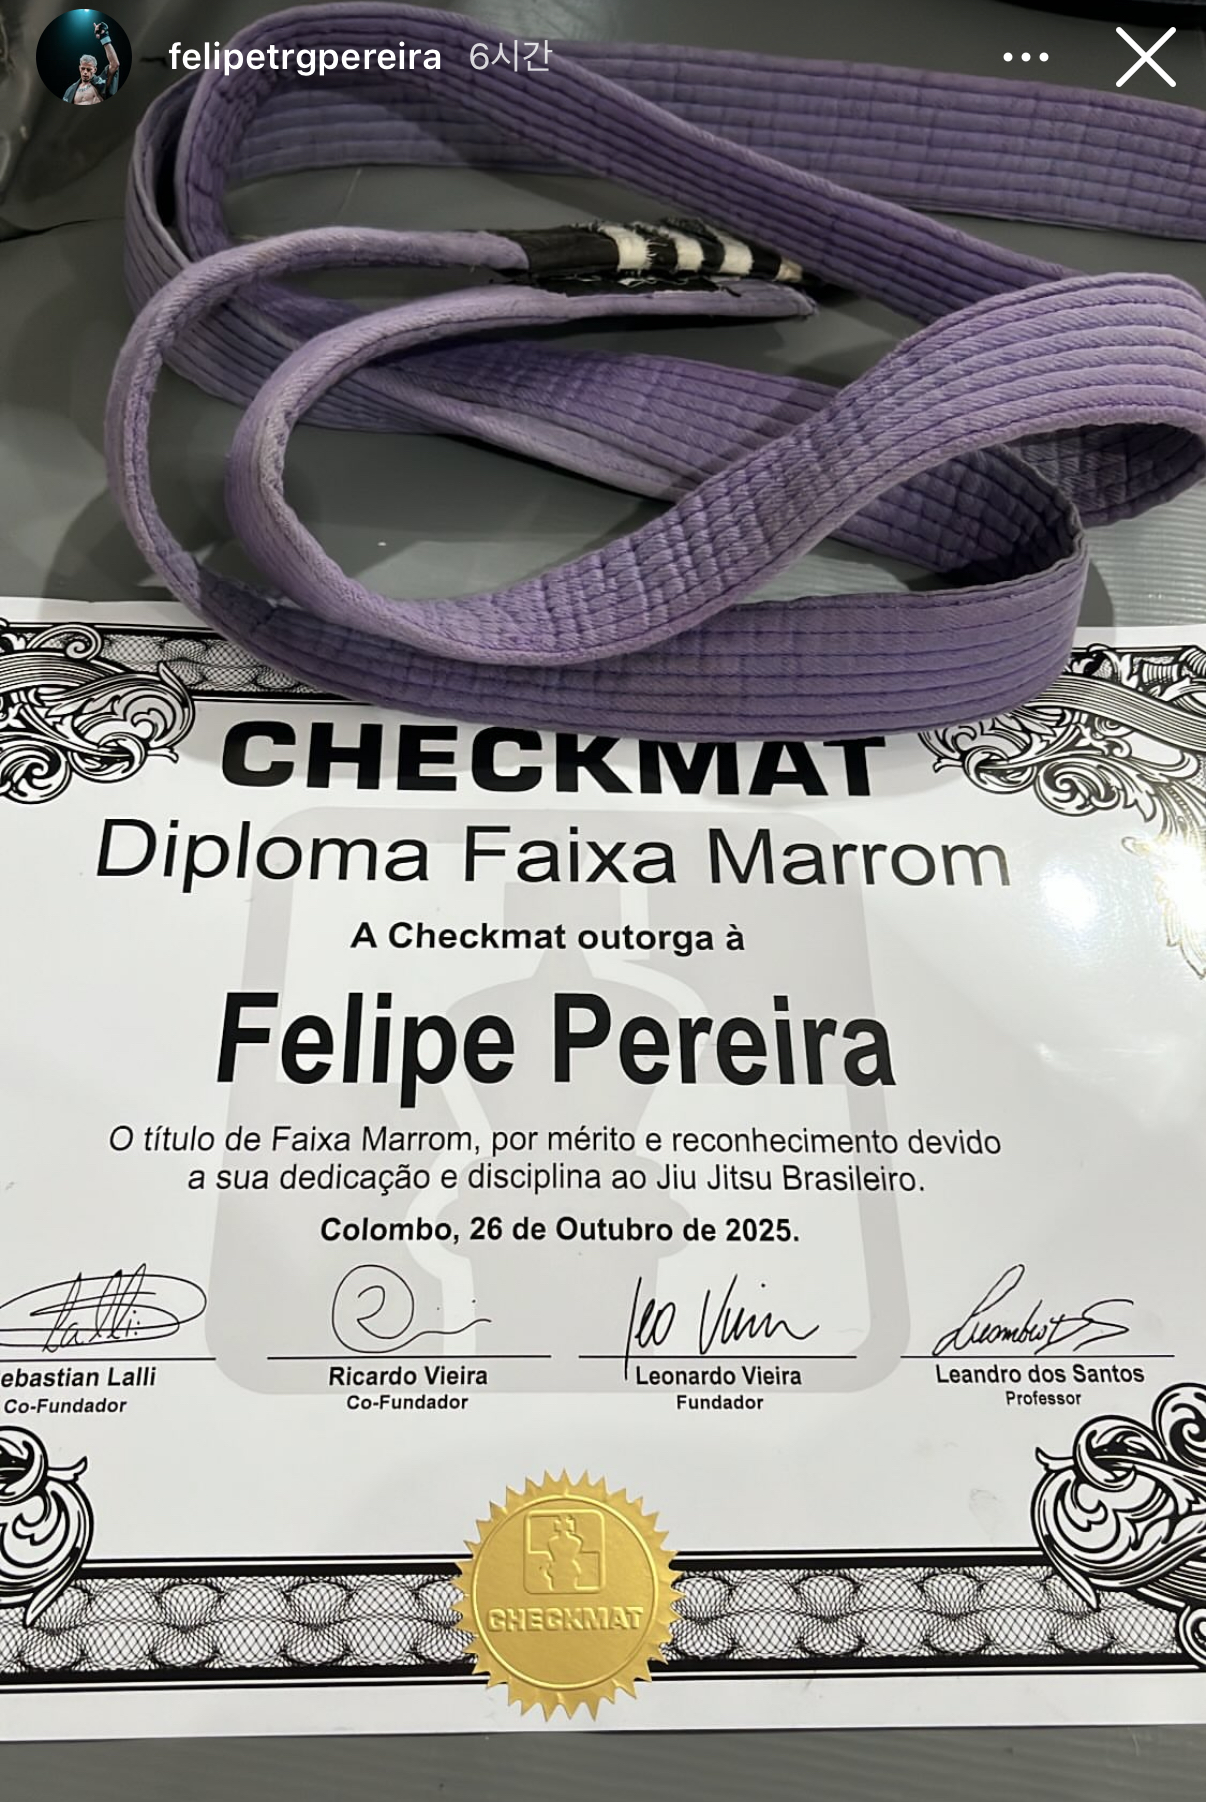 felipetrgpereira 6시간
CHECKMAT
Diploma Faixa Marrom
A Checkmat outorga à
Felipe Pereira
O título de Faixa Marrom, por mérito e reconhecimento devido
a sua dedicação e disciplina ao Jiu Jitsu Brasileiro.
Colombo, 26 de Outubro de 2025.
ebastian Lalli
Co-Fundador
Ricardo Vieira
Co-Fundador
Leo Vieira
Leonardo Vieira
Fundador
Leandro dos Santos
Professor
CHECKMAT